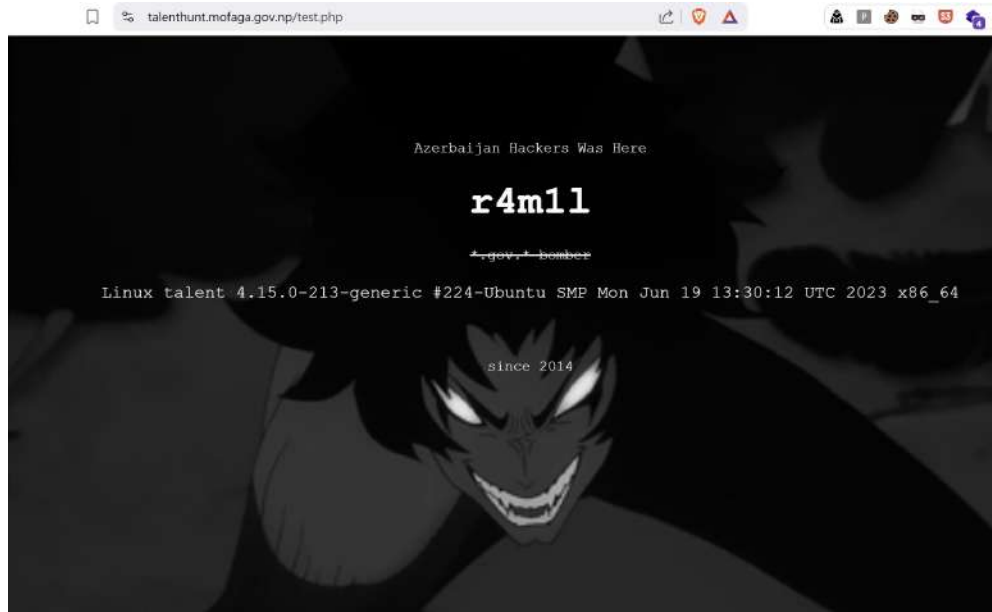 talenthunt.mofaga.gov.np/test.php
Azerbaijan Hackers Was Here
r4m1l
*.gov.* bomber
Linux talent 4.15.0-213-generic #224-Ubuntu SMP Mon Jun 19 13:30:12 UTC 2023 x86_64
since 2014